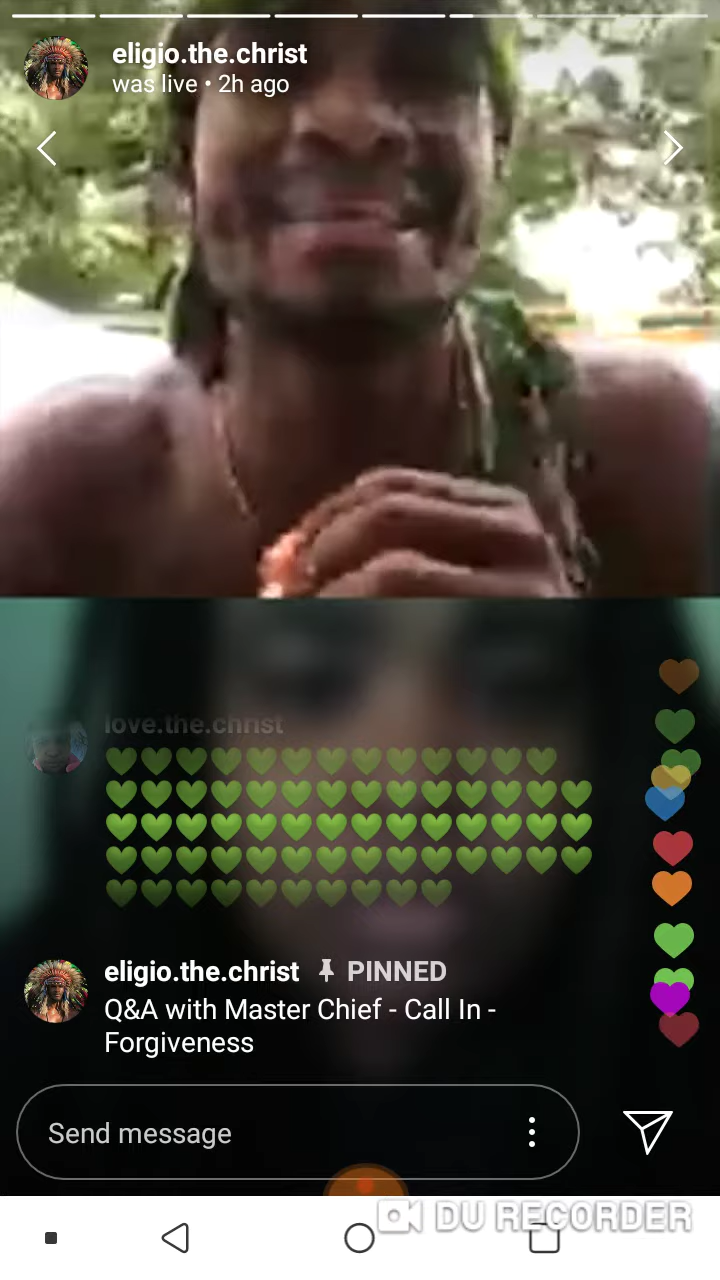 eligio.the.christ
was live • 2h ago
love.the.christ
💚💚💚💚💚💚💚💚💚💚💚💚💚
💚💚💚💚💚💚💚💚💚💚💚💚💚💚
💚💚💚💚💚💚💚💚💚💚💚💚💚💚
💚💚💚💚💚💚💚💚💚💚💚💚💚💚
💚💚💚💚💚💚💚💚💚💚
eligio.the.christ PINNED
Q&A with Master Chief - Call In -
Forgiveness
Send message
DU RECORDER